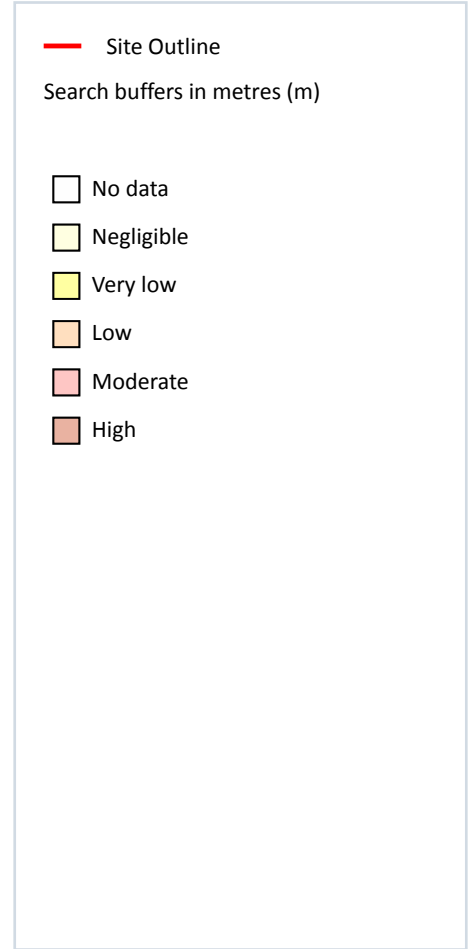 Site Outline
Search buffers in metres (m)
No data
Negligible
Very low
Low
Moderate
High